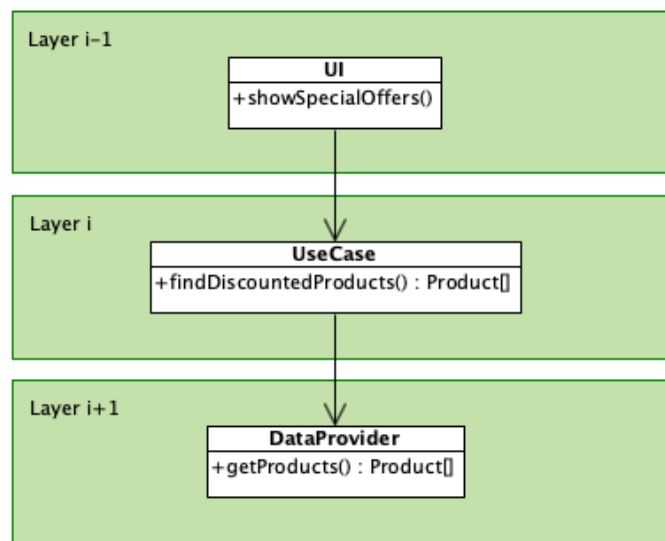 Layer i-1
UI
+showSpecialOffers()
Layer i
UseCase
+findDiscountedProducts() : Product[]
Layer i+1
DataProvider
+getProducts() : Product[]